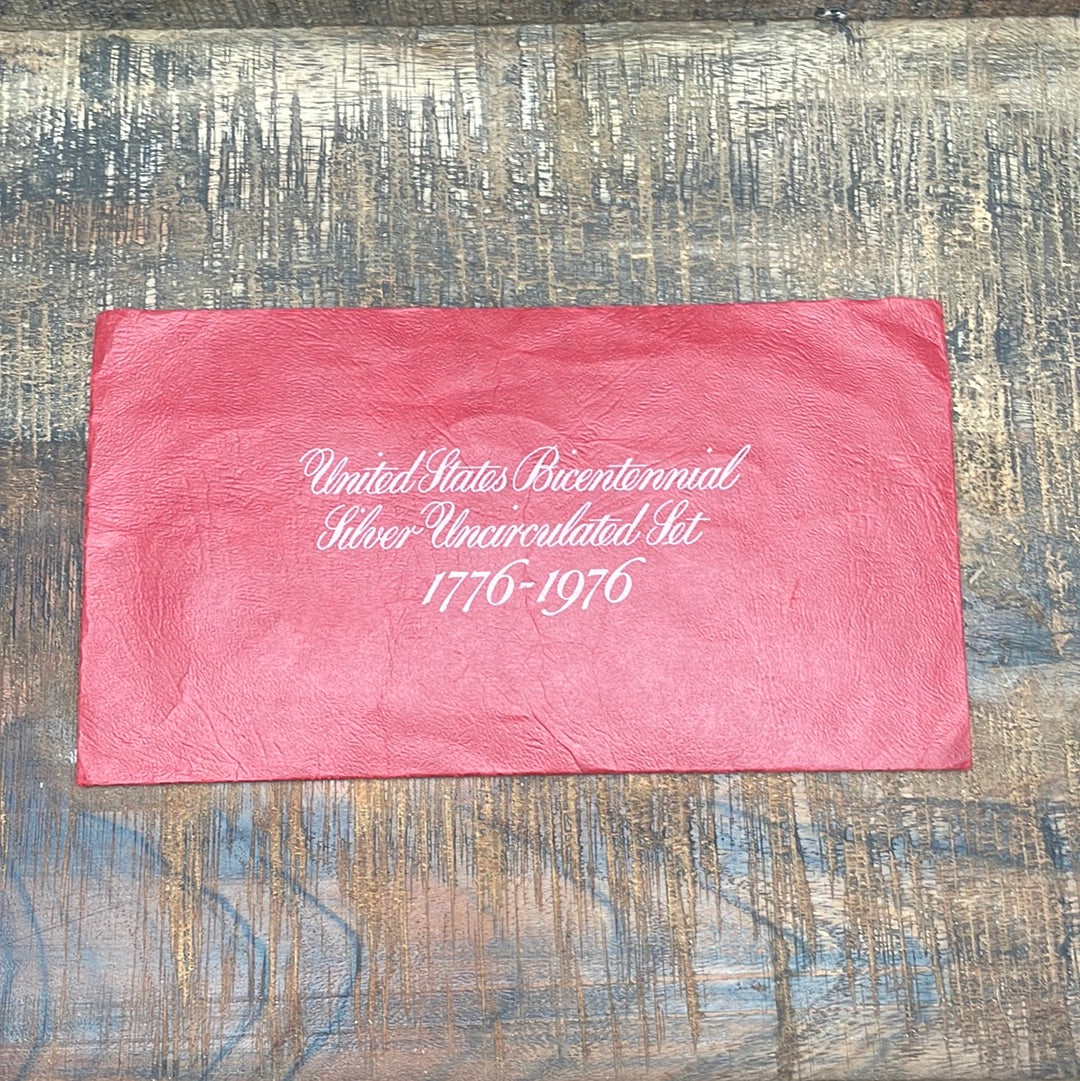 United States Bicentennial
Silver Uncirculated Set
1776-1976